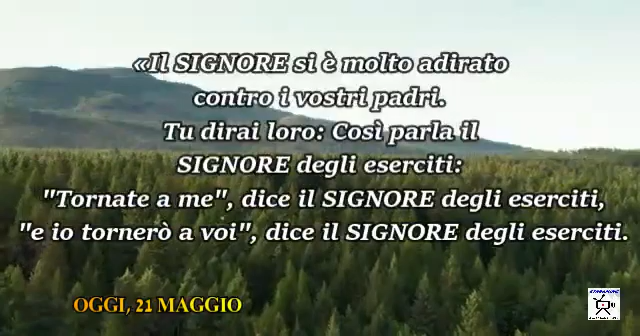 «Il SIGNORE si è molto adirato
contro i vostri padri.
Tu dirai loro: Così parla il
SIGNORE degli eserciti:
"Tornate a me", dice il SIGNORE degli eserciti,
"e io tornerò a voi", dice il SIGNORE degli eserciti.
OGGI, 21 MAGGIO
STREAMING